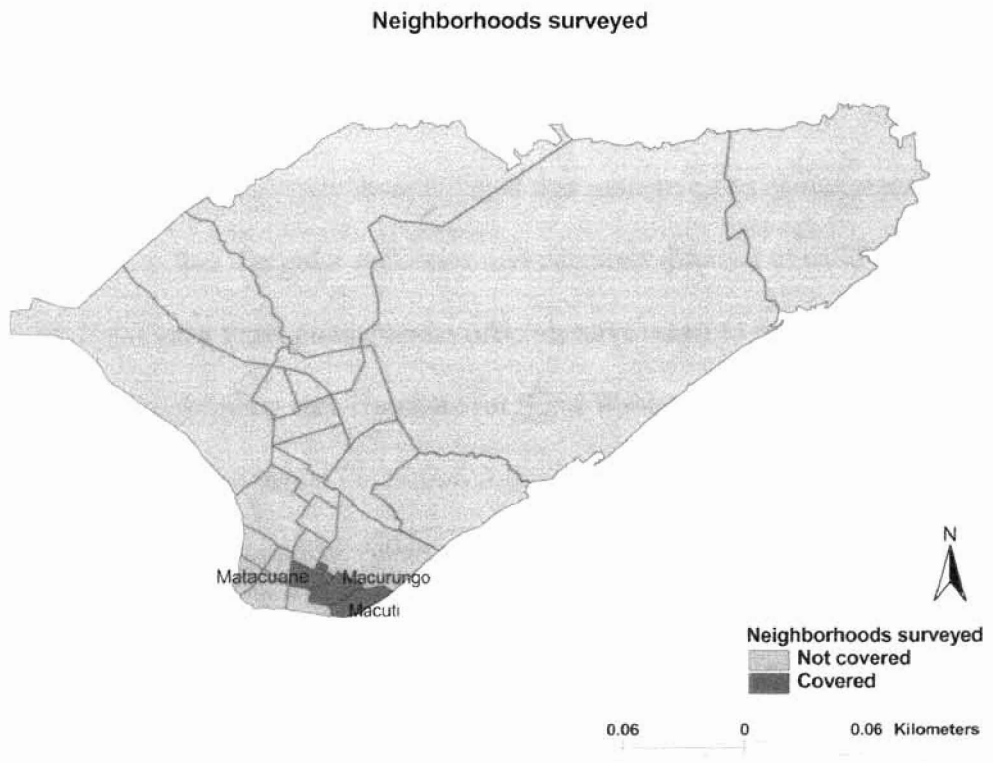 Neighborhoods surveyed
Matacuane
Macurungo
Macuti
N
Neighborhoods surveyed
Not covered
Covered
0.06 0 0.06 Kilometers